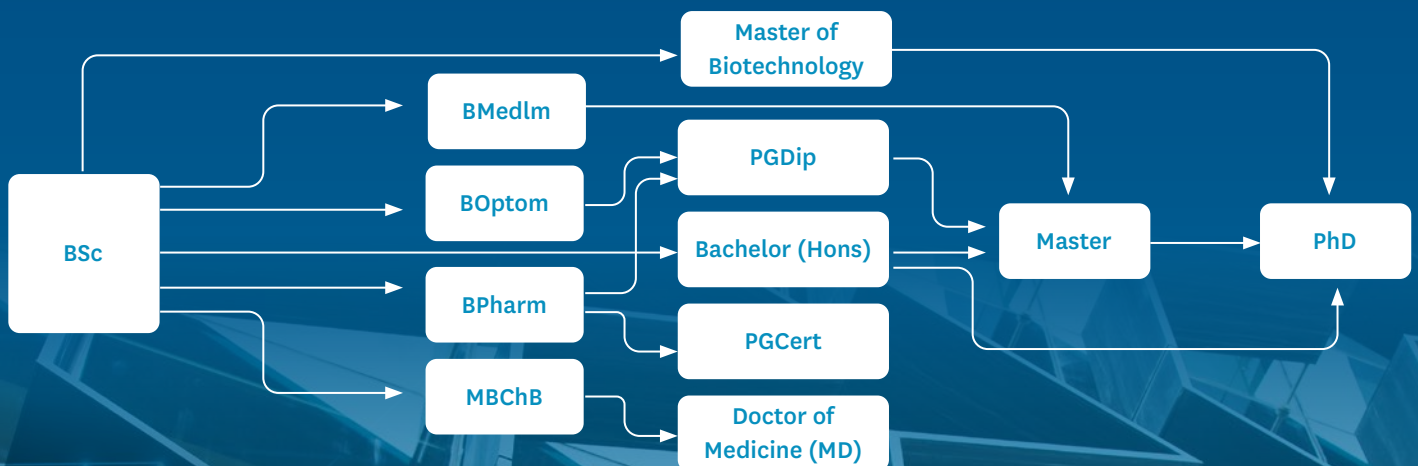 Master of
Biotechnology
BMedlm
PGDip
BOptom
BSc
Bachelor (Hons)
Master
PhD
BPharm
PGCert
MBChB
Doctor of
Medicine (MD)